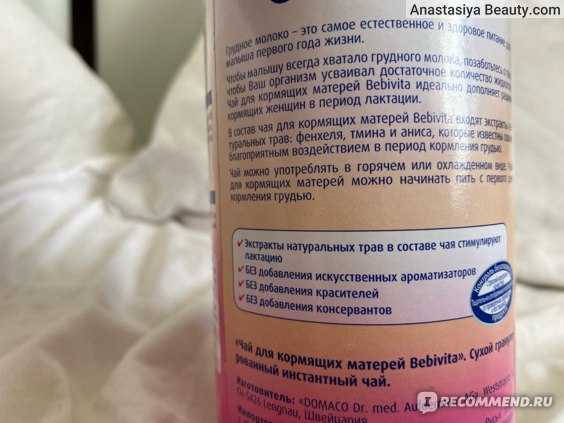 Anastasiya Beauty.com
Грудное молоко – это самое естественное и здоровое питание для
малыша первого года жизни.
Чтобы малышу всегда хватало грудного молока, позаботьтесь о
чтобы Ваш организм усваивал достаточное количество
Чай для кормящих матерей Bebivita идеально дополняет
кормящих женщин в период лактации.
В состав чая для кормящих матерей Bebivita входят экстракты
туральных трав: фенхеля, тмина и аниса, которые известны
благоприятным воздействием в период кормления грудью.
Чай можно употреблять в горячем или охлажденном виде.
для кормящих матерей можно начинать пить с первого
кормления грудью.
✓Экстракты натуральных трав в составе чая стимулируют
лактацию
✓БЕЗ добавления искусственных ароматизаторов
✓БЕЗ добавления красителей
✓БЕЗ добавления консервантов
«Чай для кормящих матерей Bebivita». Сухой гранули
рованный инстантный чай.
Изготовитель: «DOMACO Dr. med.
CH-5426 Lengnau, Швейцария
IRECOMMEND.RU